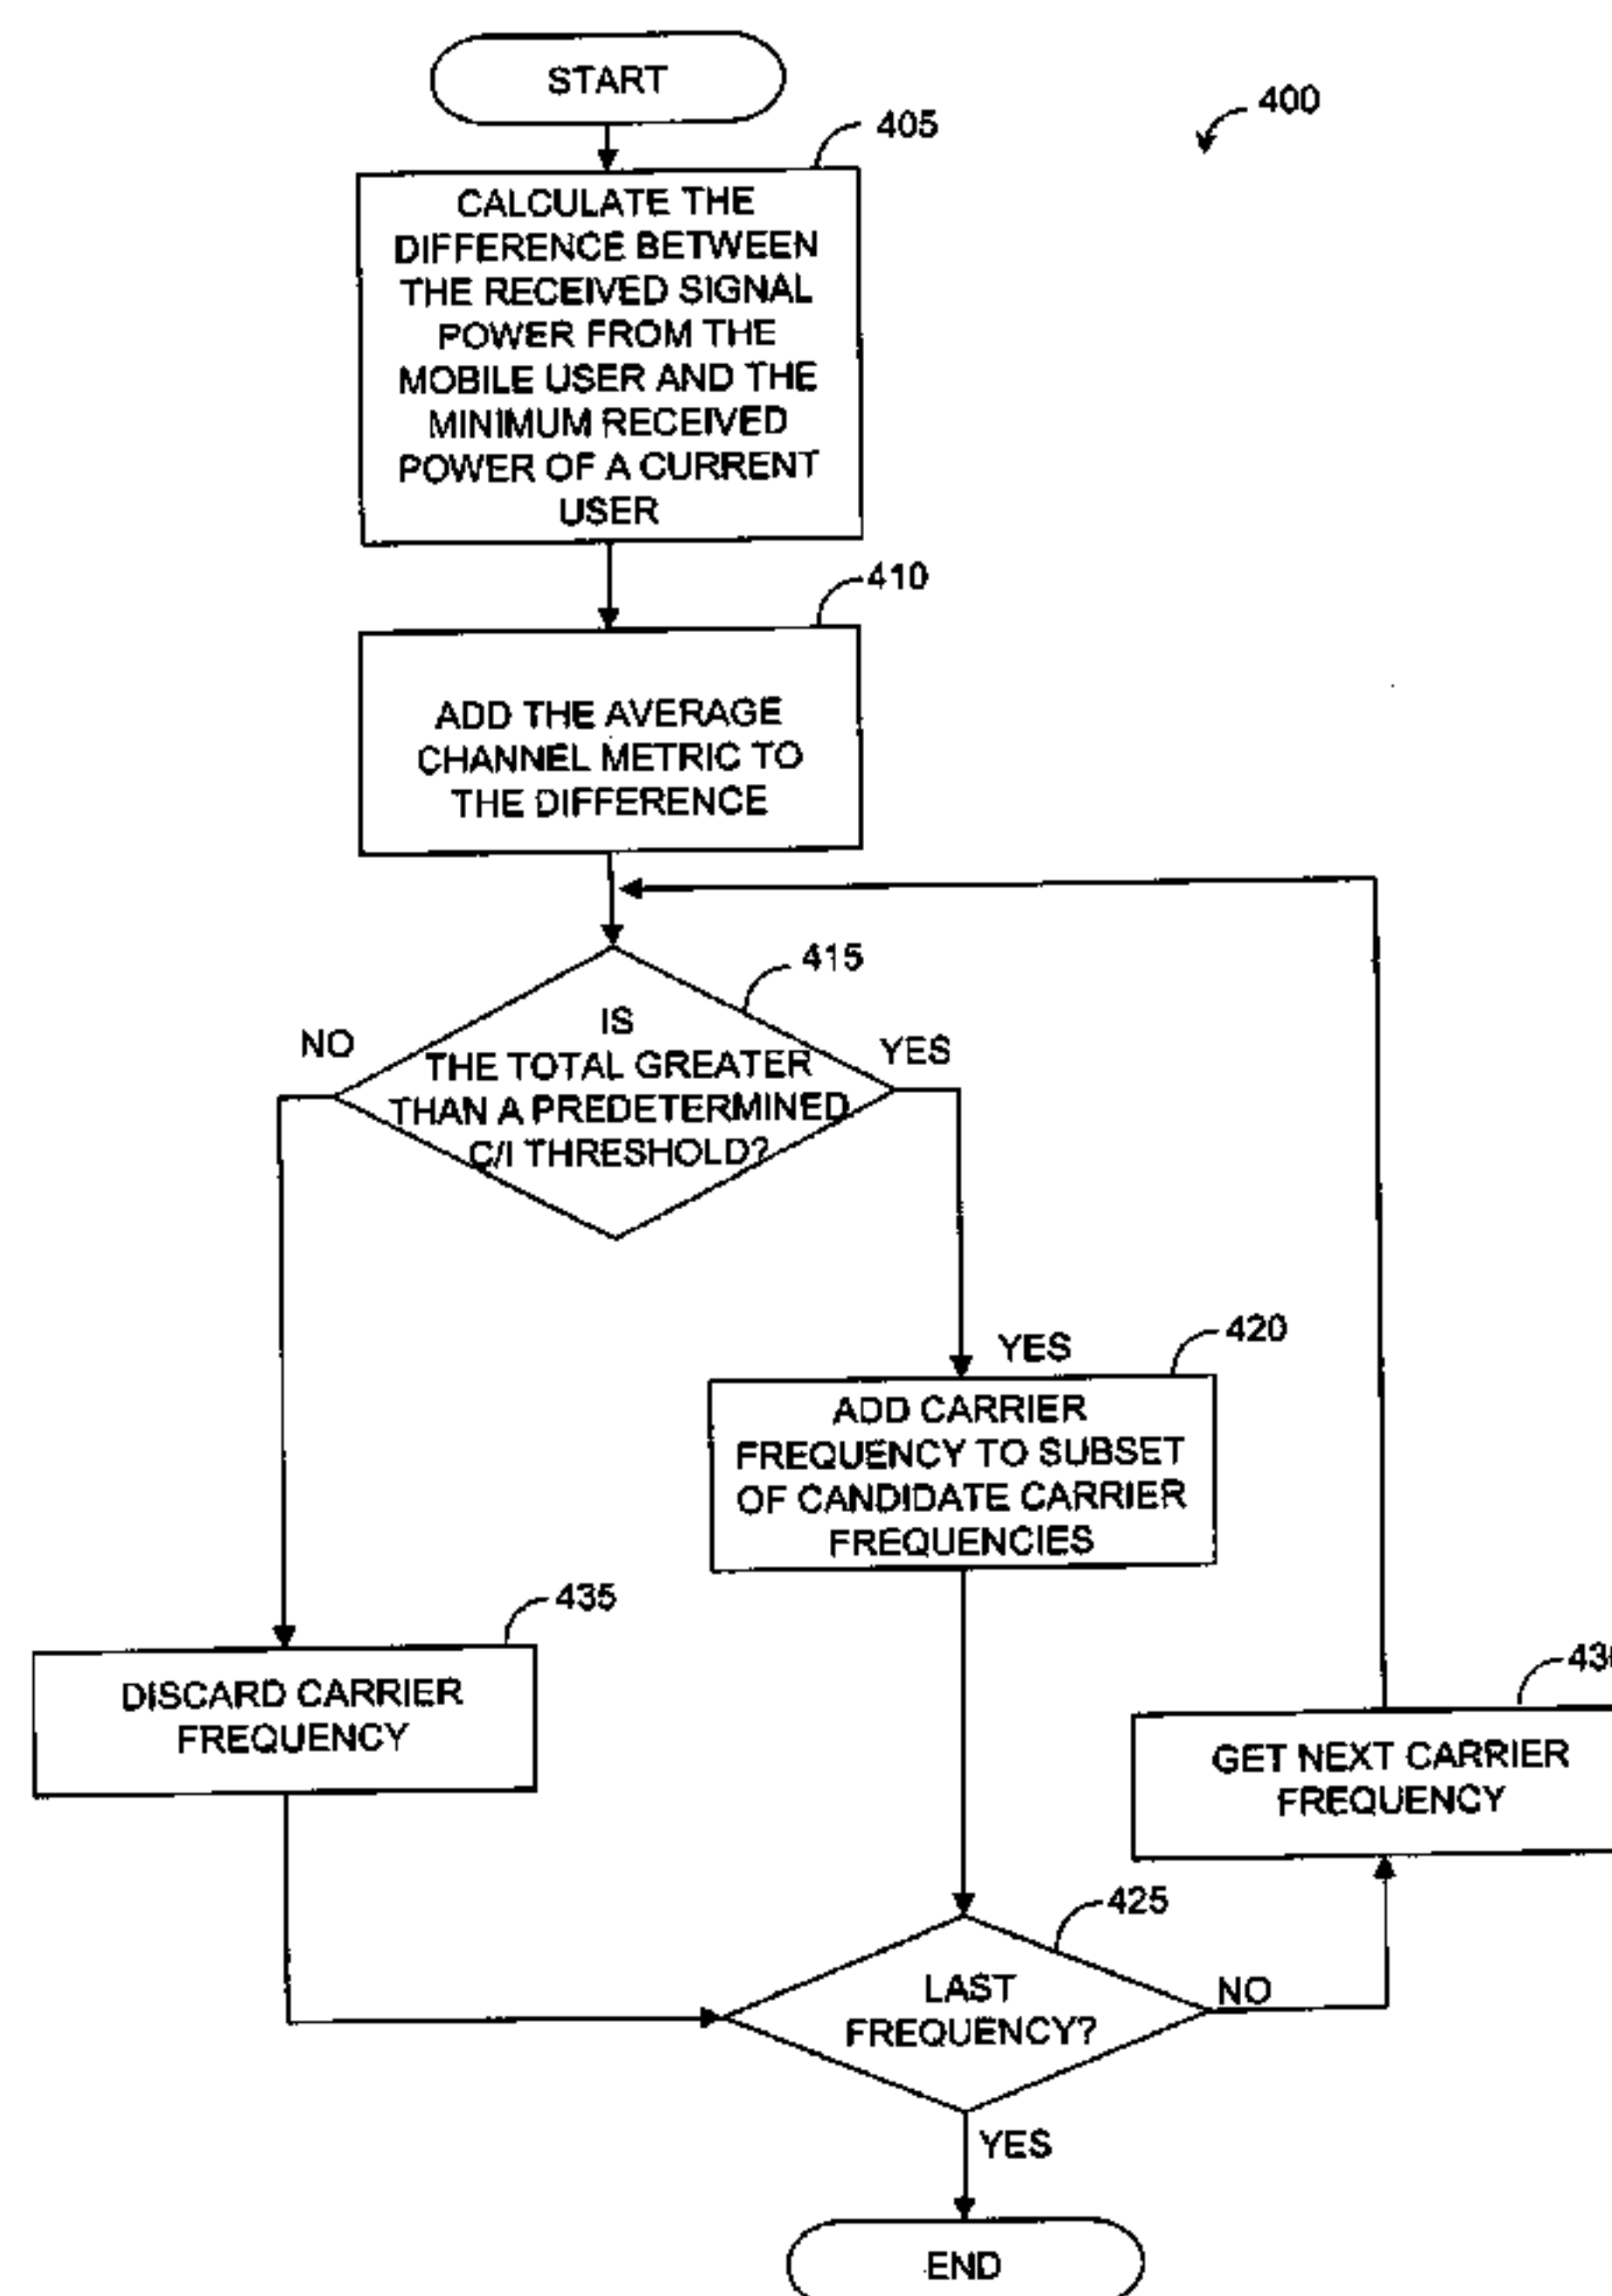 START
400
405
CALCULATE THE
DIFFERENCE BETWEEN
THE RECEIVED SIGNAL
POWER FROM THE
MOBILE USER AND THE
MINIMUM RECEIVED
POWER OF A CURRENT
USER
410
ADD THE AVERAGE
CHANNEL METRIC TO
THE DIFFERENCE
415
IS
THE TOTAL GREATER
THAN A PREDETERMINED
C/I THRESHOLD?
NO
YES
YES
420
ADD CARRIER
FREQUENCY TO SUBSET
OF CANDIDATE CARRIER
FREQUENCIES
435
DISCARD CARRIER
FREQUENCY
GET NEXT CARRIER
FREQUENCY
425
LAST
FREQUENCY?
NO
YES
END